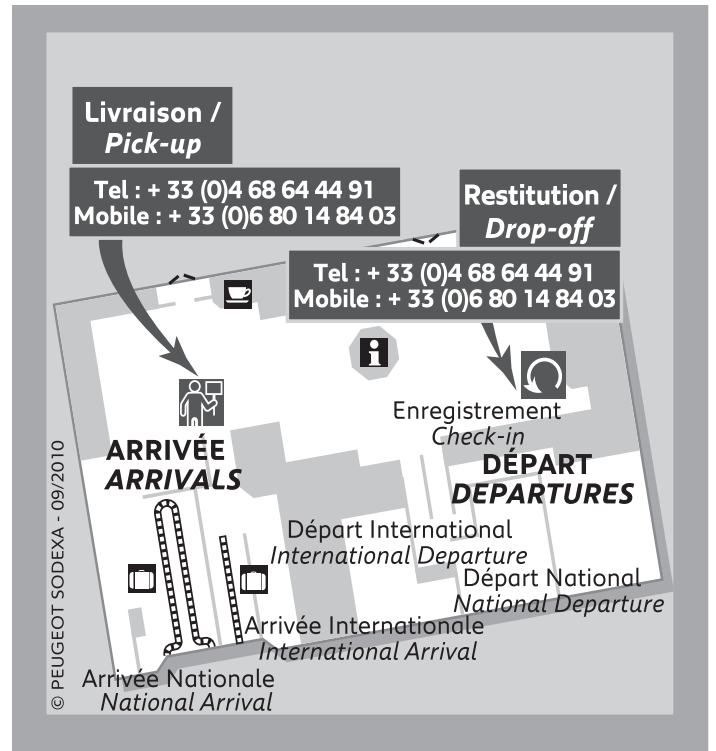 Livraison /
Pick-up
Tel : + 33 (0)4 68 64 44 91
Mobile : + 33 (0)6 80 14 84 03
Restitution /
Drop-off
Tel : + 33 (0)4 68 64 44 91
Mobile : + 33 (0)6 80 14 84 03
Enregistrement
Check-in
ARRIVÉE
ARRIVALS
DÉPART
DEPARTURES
Départ International
International Departure
Départ National
National Departure
Arrivée Internationale
International Arrival
Arrivée Nationale
National Arrival
© PEUGEOT SODEXA - 09/2010